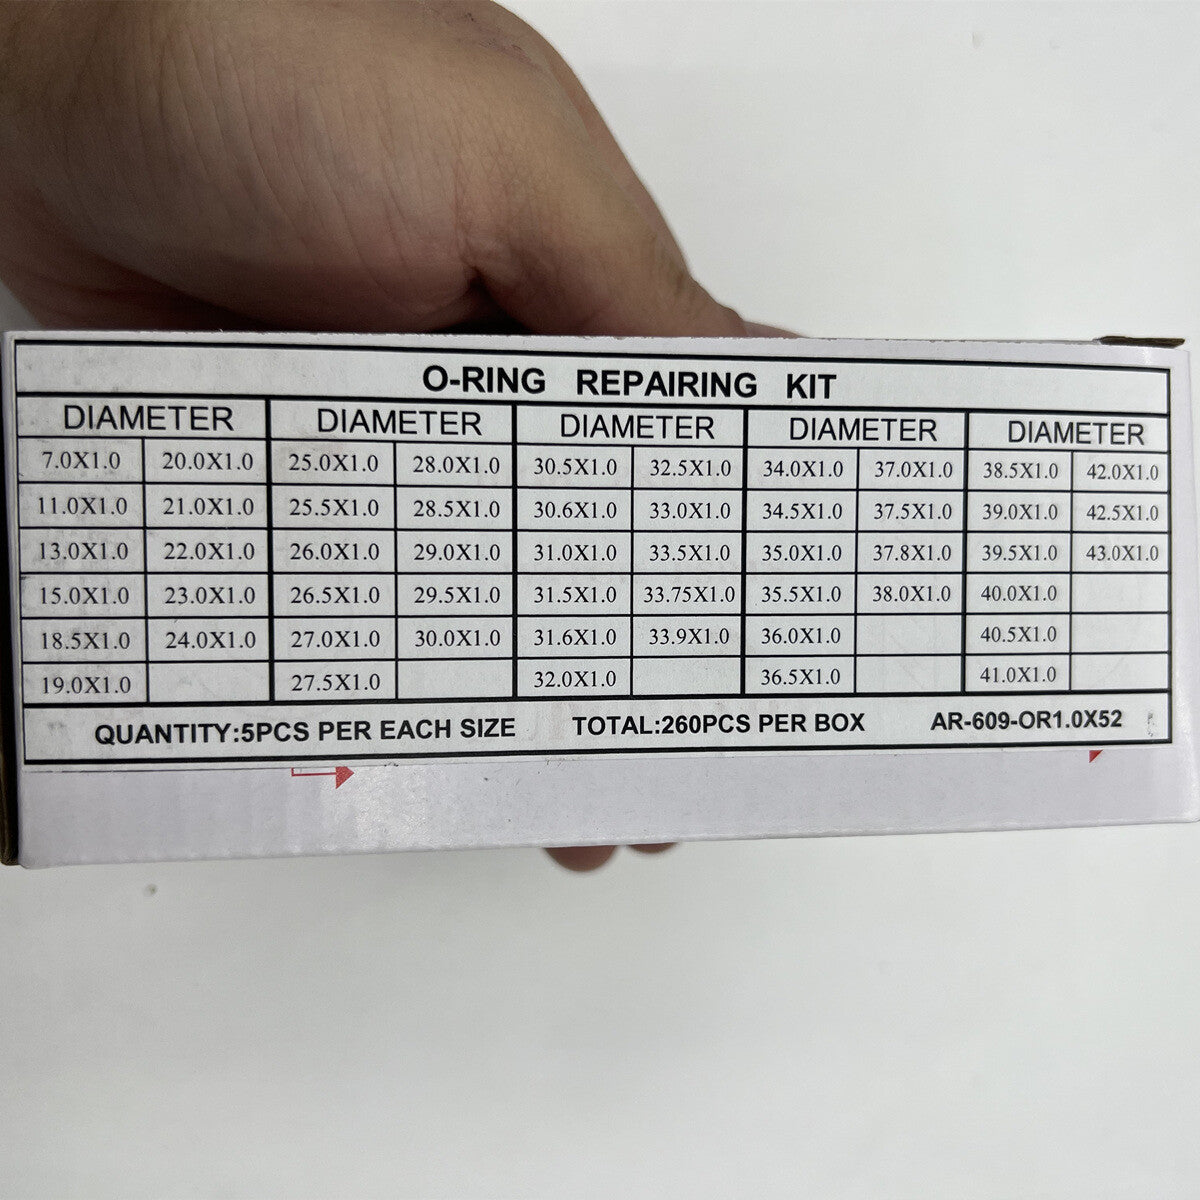 O-RING REPAIRING KIT
DIAMETER DIAMETER DIAMETER DIAMETER DIAMETER
7.0X1.0 20.0X1.0 25.0X1.0 28.0X1.0 30.5X1.0 32.5X1.0 34.0X1.0 37.0X1.0 38.5X1.0 42.0X1.0
11.0X1.0 21.0X1.0 25.5X1.0 28.5X1.0 30.6X1.0 33.0X1.0 34.5X1.0 37.5X1.0 39.0X1.0 42.5X1.0
13.0X1.0 22.0X1.0 26.0X1.0 29.0X1.0 31.0X1.0 33.5X1.0 35.0X1.0 37.8X1.0 39.5X1.0 43.0X1.0
15.0X1.0 23.0X1.0 26.5X1.0 29.5X1.0 31.5X1.0 33.75X1.0 35.5X1.0 38.0X1.0 40.0X1.0
18.5X1.0 24.0X1.0 27.0X1.0 30.0X1.0 31.6X1.0 33.9X1.0 36.0X1.0 40.5X1.0
19.0X1.0 27.5X1.0 32.0X1.0 36.5X1.0 41.0X1.0
QUANTITY:5PCS PER EACH SIZE TOTAL:260PCS PER BOX AR-609-OR1.0X52